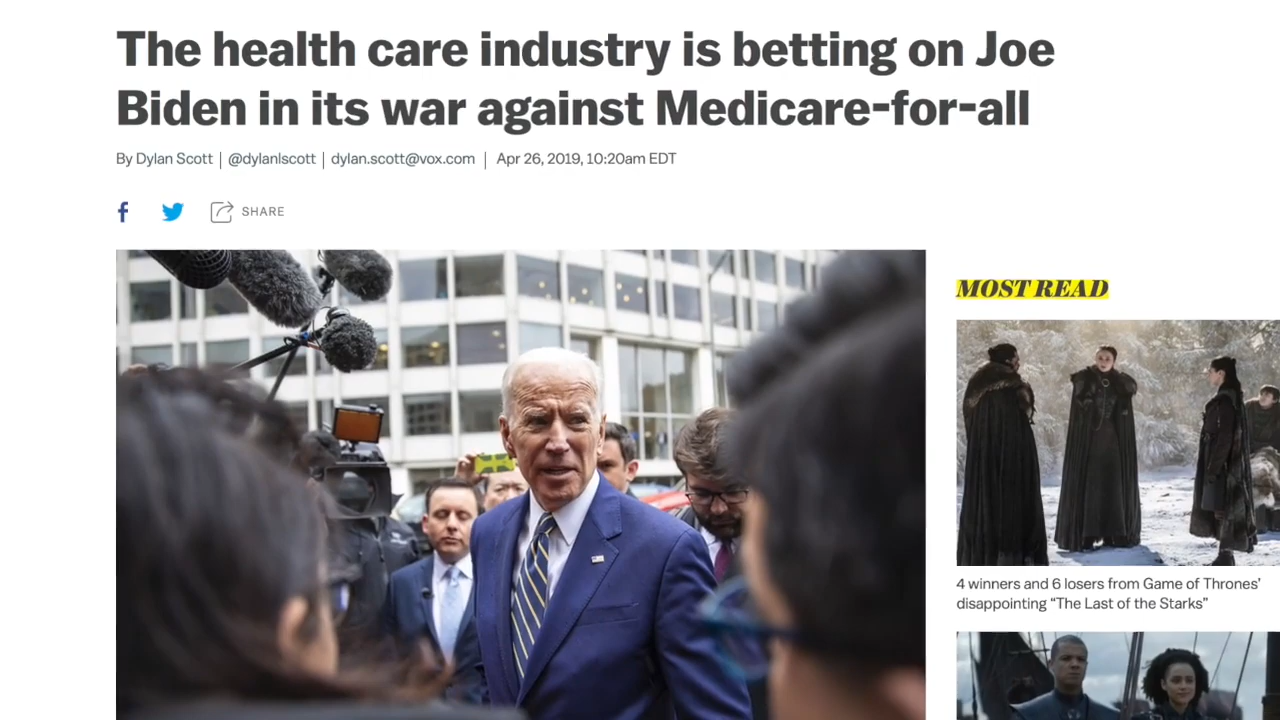 The health care industry is betting on Joe
Biden in its war against Medicare-for-all
By Dylan Scott | @dylanlscott | dylan.scott@vox.com | Apr 26, 2019, 10:20am EDT
SHARE
MOST READ
4 winners and 6 losers from Game of Thrones’
disappointing “The Last of the Starks”